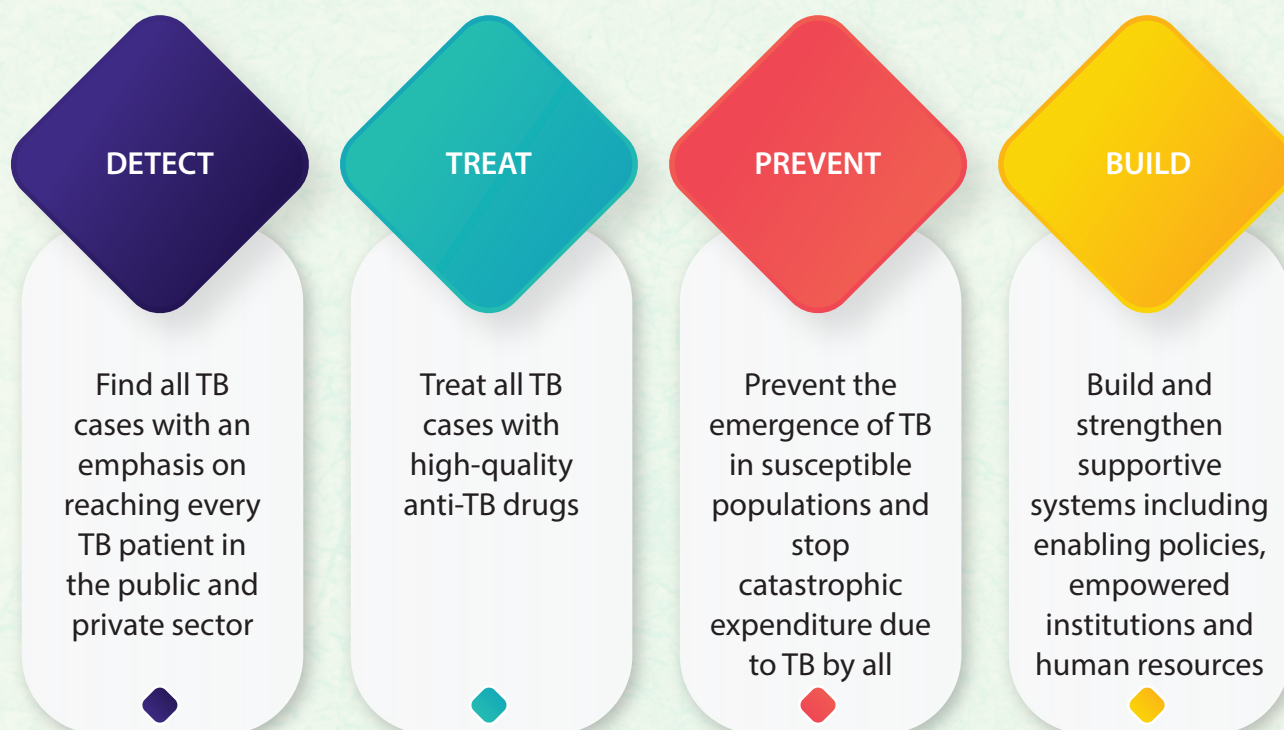 DETECT
Find all TB
cases with an
emphasis on
reaching every
TB patient in
the public and
private sector
TREAT
Treat all TB
cases with
high-quality
anti-TB drugs
PREVENT
Prevent the
emergence of TB
in susceptible
populations and
stop
catastrophic
expenditure due
to TB by all
BUILD
Build and
strengthen
supportive
systems including
enabling policies,
empowered
institutions and
human resources